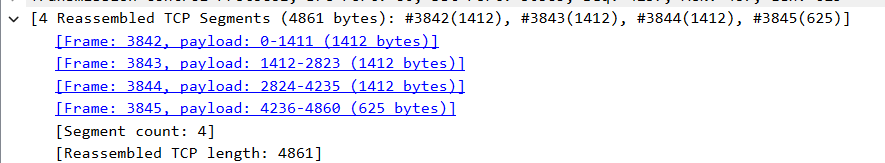 [4 Reassembled TCP Segments (4861 bytes): #3842(1412), #3843(1412), #3844(1412), #3845(625)]
[Frame: 3842, payload: 0-1411 (1412 bytes)]
[Frame: 3843, payload: 1412-2823 (1412 bytes)]
[Frame: 3844, payload: 2824-4235 (1412 bytes)]
[Frame: 3845, payload: 4236-4860 (625 bytes)]
[Segment count: 4]
[Reassembled TCP length: 4861]